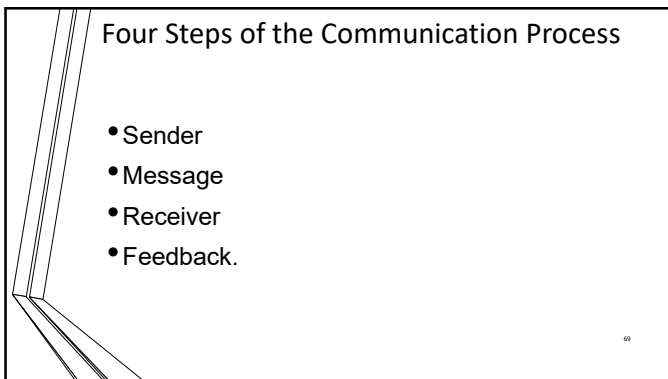 Four Steps of the Communication Process
•Sender
•Message
•Receiver
•Feedback.
69